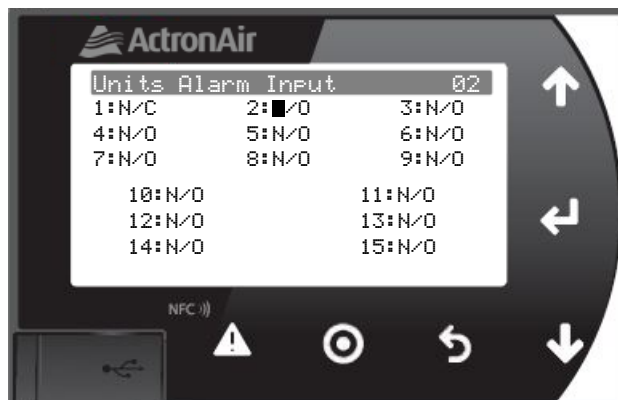 ActronAir
Units Alarm Input 02
1:N/C 2:█/O 3:N/O
4:N/O 5:N/O 6:N/O
7:N/O 8:N/O 9:N/O
10:N/O 11:N/O
12:N/O 13:N/O
14:N/O 15:N/O
NFC